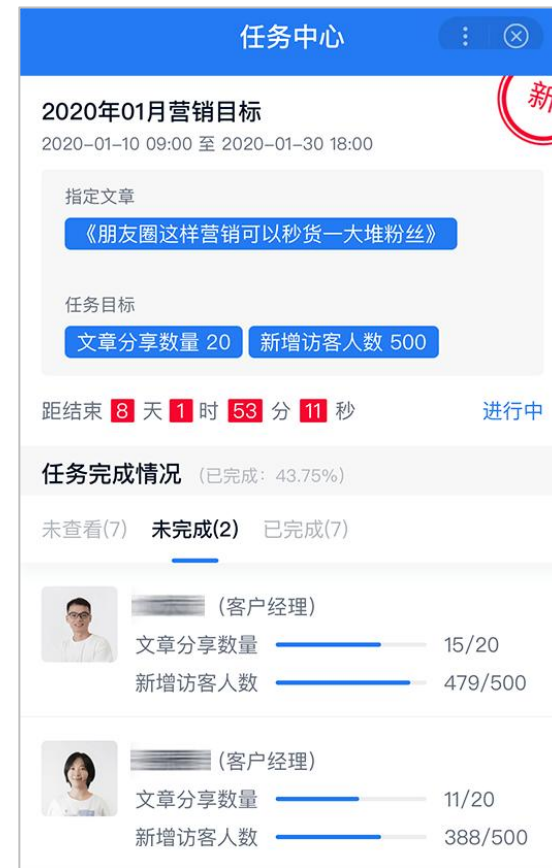 任务中心
新
2020年01月营销目标
2020-01-10 09:00 至 2020-01-30 18:00
指定文章
《朋友圈这样营销可以秒货一大堆粉丝》
任务目标
文章分享数量 20 新增访客人数 500
距结束 8 天 1 时 53 分 11 秒 进行中
任务完成情况 (已完成: 43.75%)
未查看(7) 未完成(2) 已完成(7)
(客户经理)
文章分享数量 15/20
新增访客人数 479/500
(客户经理)
文章分享数量 11/20
新增访客人数 388/500